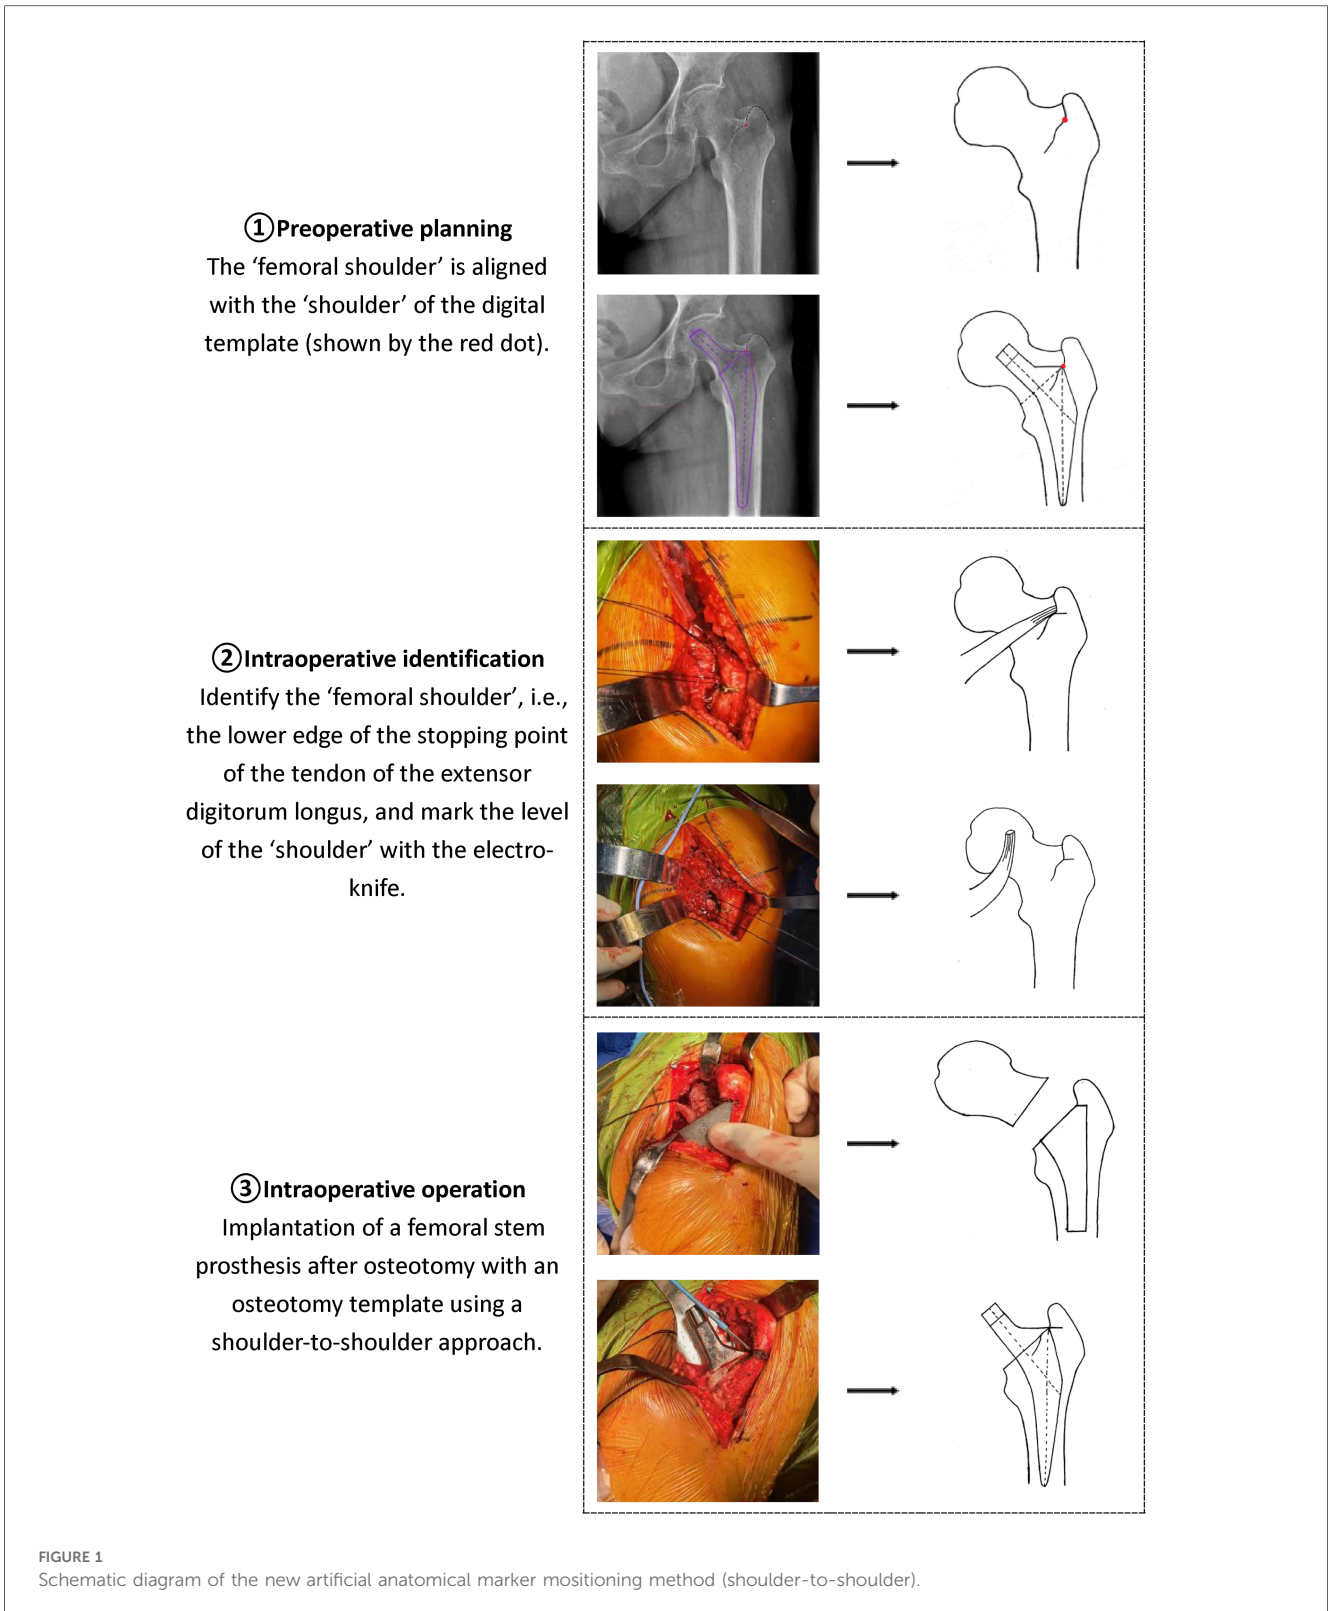 ①Preoperative planning
The ‘femoral shoulder’ is aligned
with the ‘shoulder’ of the digital
template (shown by the red dot).
②Intraoperative identification
Identify the ‘femoral shoulder’, i.e.,
the lower edge of the stopping point
of the tendon of the extensor
digitorum longus, and mark the level
of the ‘shoulder’ with the electro-
knife.
③Intraoperative operation
Implantation of a femoral stem
prosthesis after osteotomy with an
osteotomy template using a
shoulder-to-shoulder approach.
FIGURE 1
Schematic diagram of the new artificial anatomical marker mositioning method (shoulder-to-shoulder).